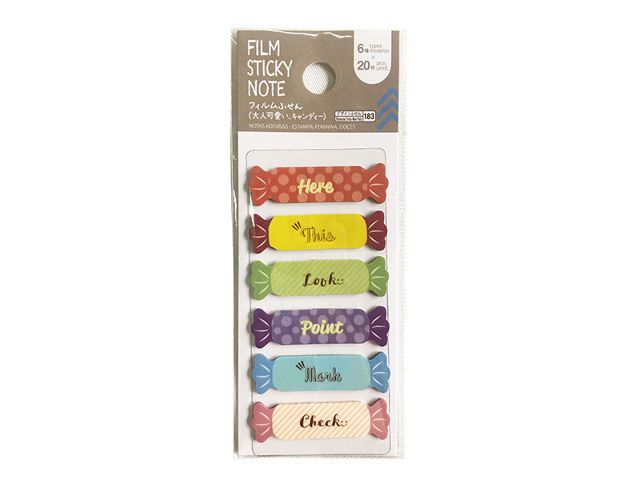 FILM
STICKY
NOTE
フィルムふせん
(大人可愛い、キャンディー)
NOTAS ADEVISAS - ESTAMPA, FEMININA, DOCES
6種 types modelos
×
20枚 pcs. unid.
183
Here
This
Look
Point
Mark
Check